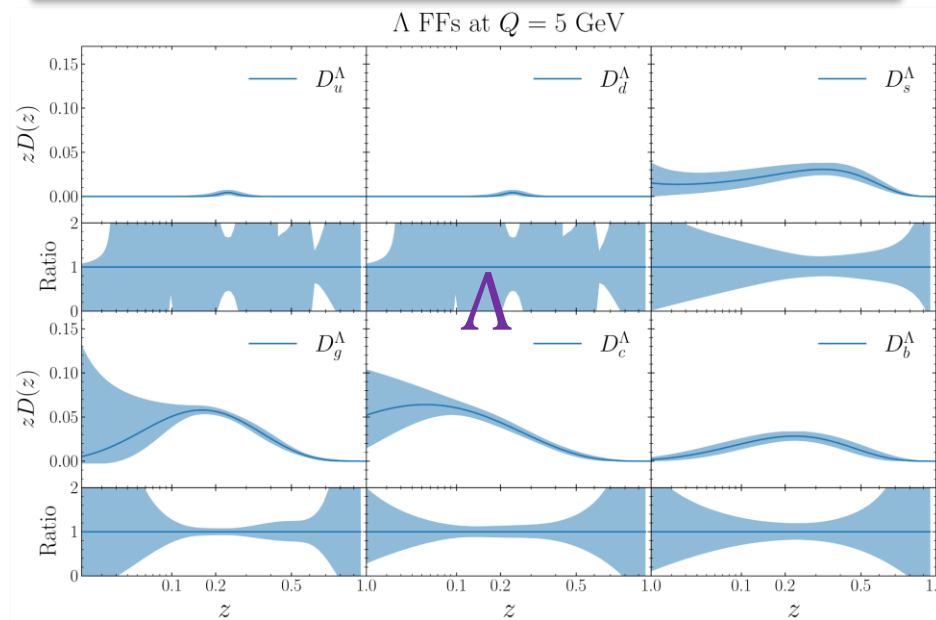 Λ FFs at Q = 5 GeV
0.15
0.10
0.05
0.00
zD(z)
D_u^Λ
D_d^Λ
D_s^Λ
2
1
0
Ratio
Λ
0.15
0.10
0.05
0.00
zD(z)
D_g^Λ
D_c^Λ
D_b^Λ
2
1
0
Ratio
0.1 0.2 0.5 1.0 0.1 0.2 0.5 1.0 0.1 0.2 0.5 1.0
z z z